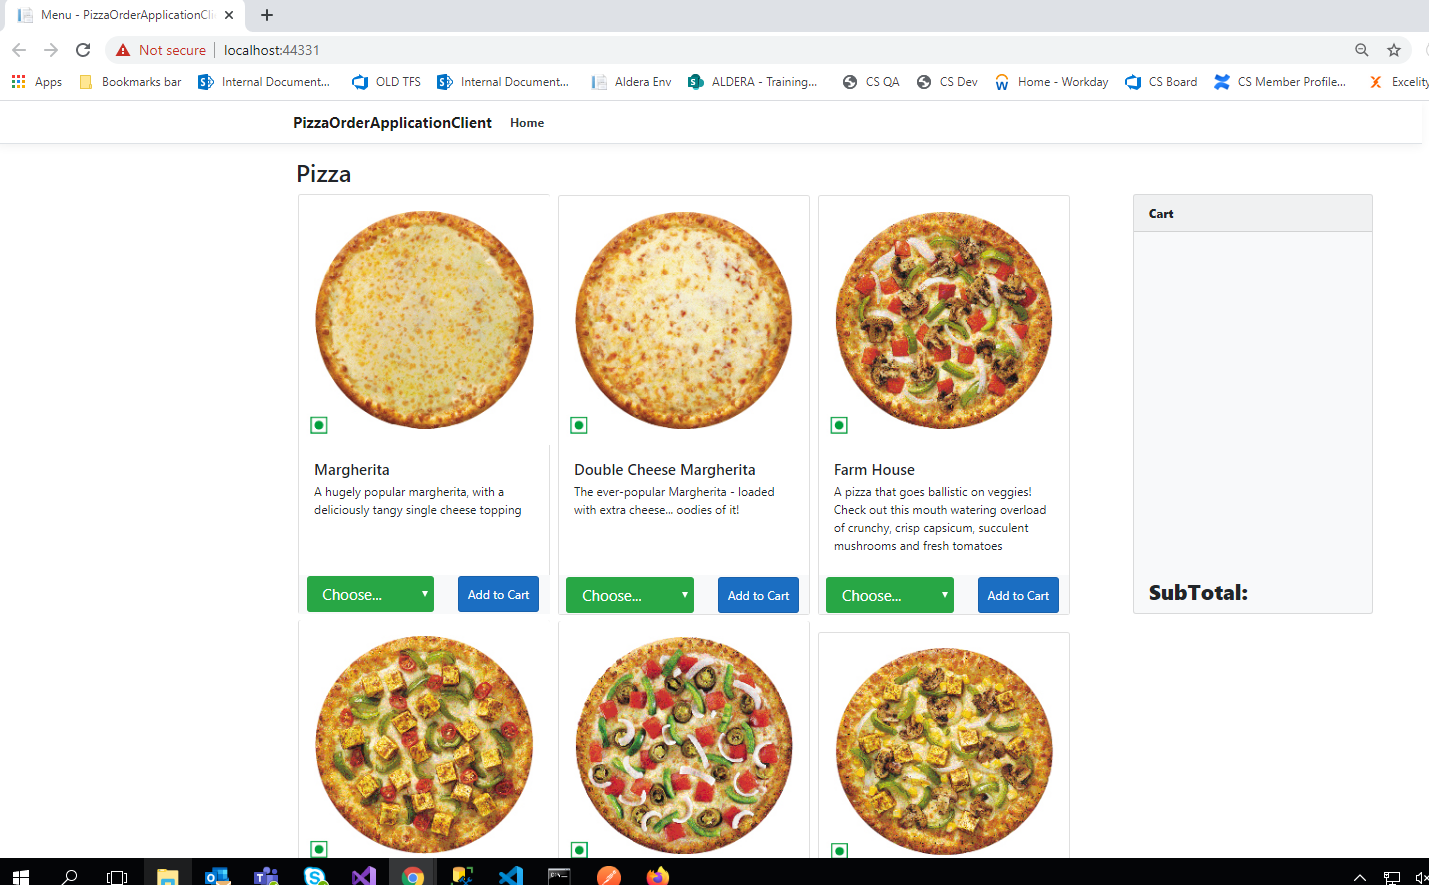 Menu - PizzaOrderApplicationCli
Not secure | localhost:44331
Apps Bookmarks bar Internal Document... OLD TFS Internal Document... Aldera Env ALDERA - Training... CS QA CS Dev Home - Workday CS Board CS Member Profile... Excelity
PizzaOrderApplicationClient Home
Pizza
Cart
Margherita
A hugely popular margherita, with a
deliciously tangy single cheese topping
Choose... Add to Cart
Double Cheese Margherita
The ever-popular Margherita - loaded
with extra cheese... oodies of it!
Choose... Add to Cart
Farm House
A pizza that goes ballistic on veggies!
Check out this mouth watering overload
of crunchy, crisp capsicum, succulent
mushrooms and fresh tomatoes
Choose... Add to Cart
SubTotal: